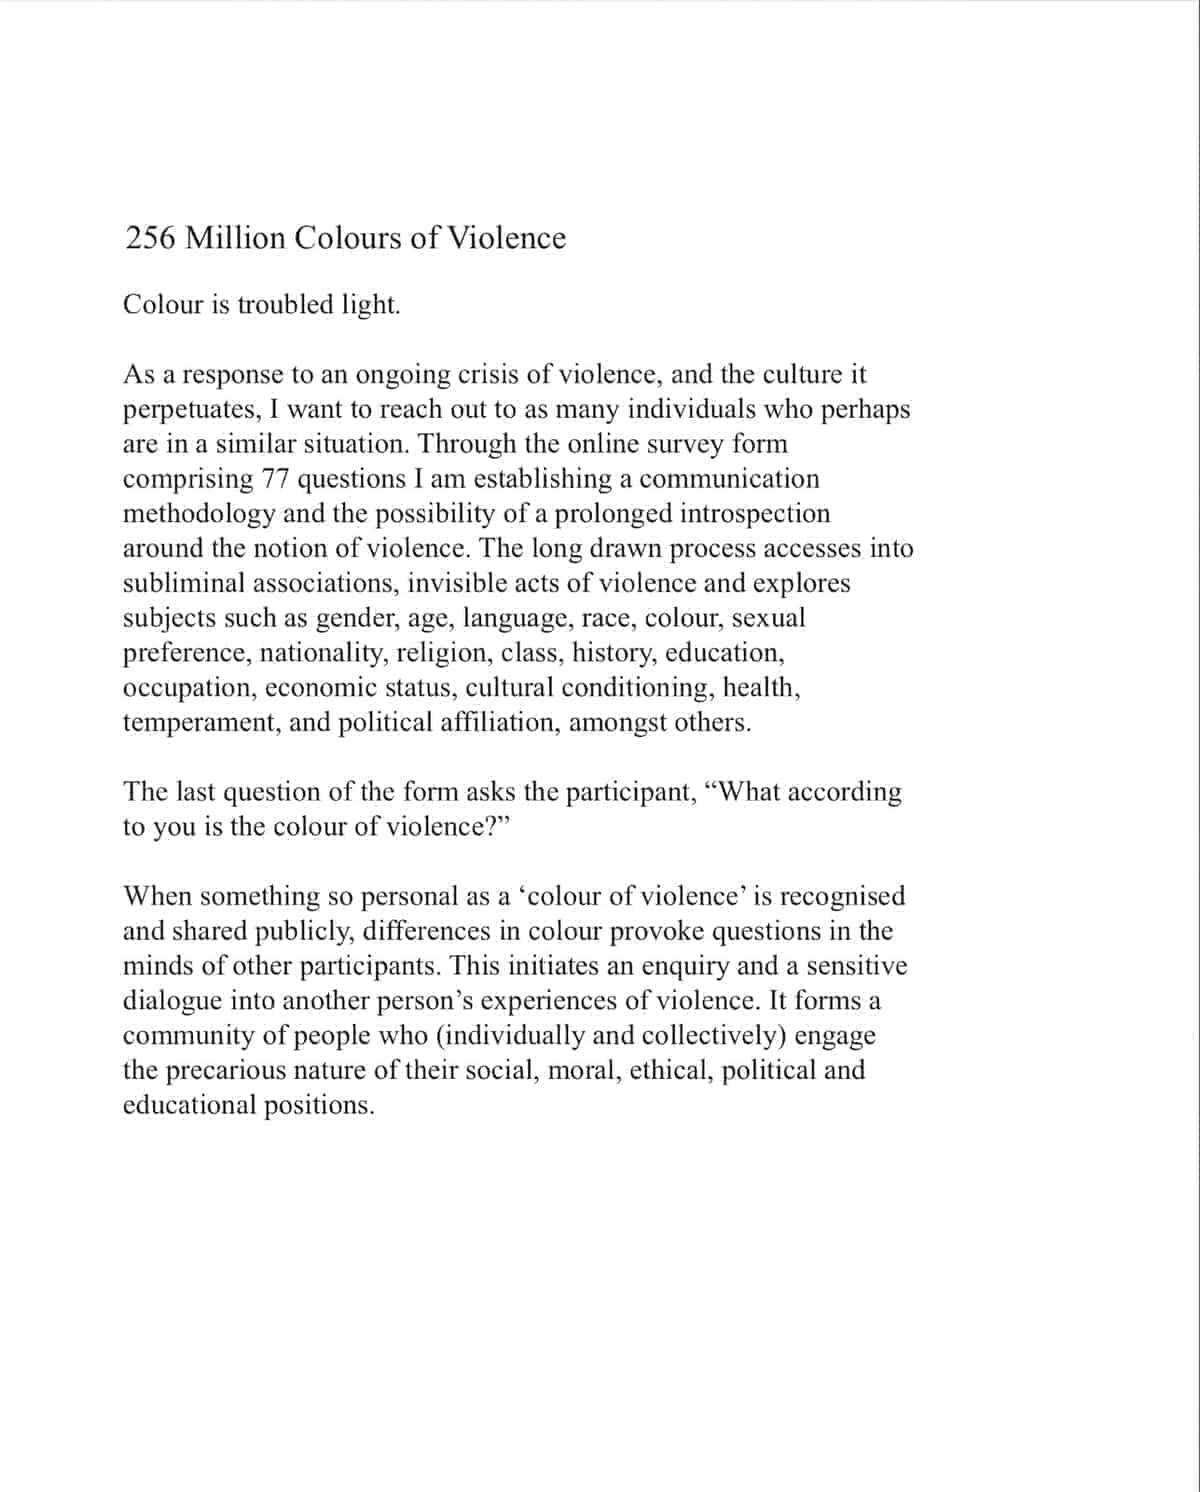 256 Million Colours of Violence
Colour is troubled light.
As a response to an ongoing crisis of violence, and the culture it
perpetuates, I want to reach out to as many individuals who perhaps
are in a similar situation. Through the online survey form
comprising 77 questions I am establishing a communication
methodology and the possibility of a prolonged introspection
around the notion of violence. The long drawn process accesses into
subliminal associations, invisible acts of violence and explores
subjects such as gender, age, language, race, colour, sexual
preference, nationality, religion, class, history, education,
occupation, economic status, cultural conditioning, health,
temperament, and political affiliation, amongst others.
The last question of the form asks the participant, “What according
to you is the colour of violence?”
When something so personal as a ‘colour of violence’ is recognised
and shared publicly, differences in colour provoke questions in the
minds of other participants. This initiates an enquiry and a sensitive
dialogue into another person’s experiences of violence. It forms a
community of people who (individually and collectively) engage
the precarious nature of their social, moral, ethical, political and
educational positions.